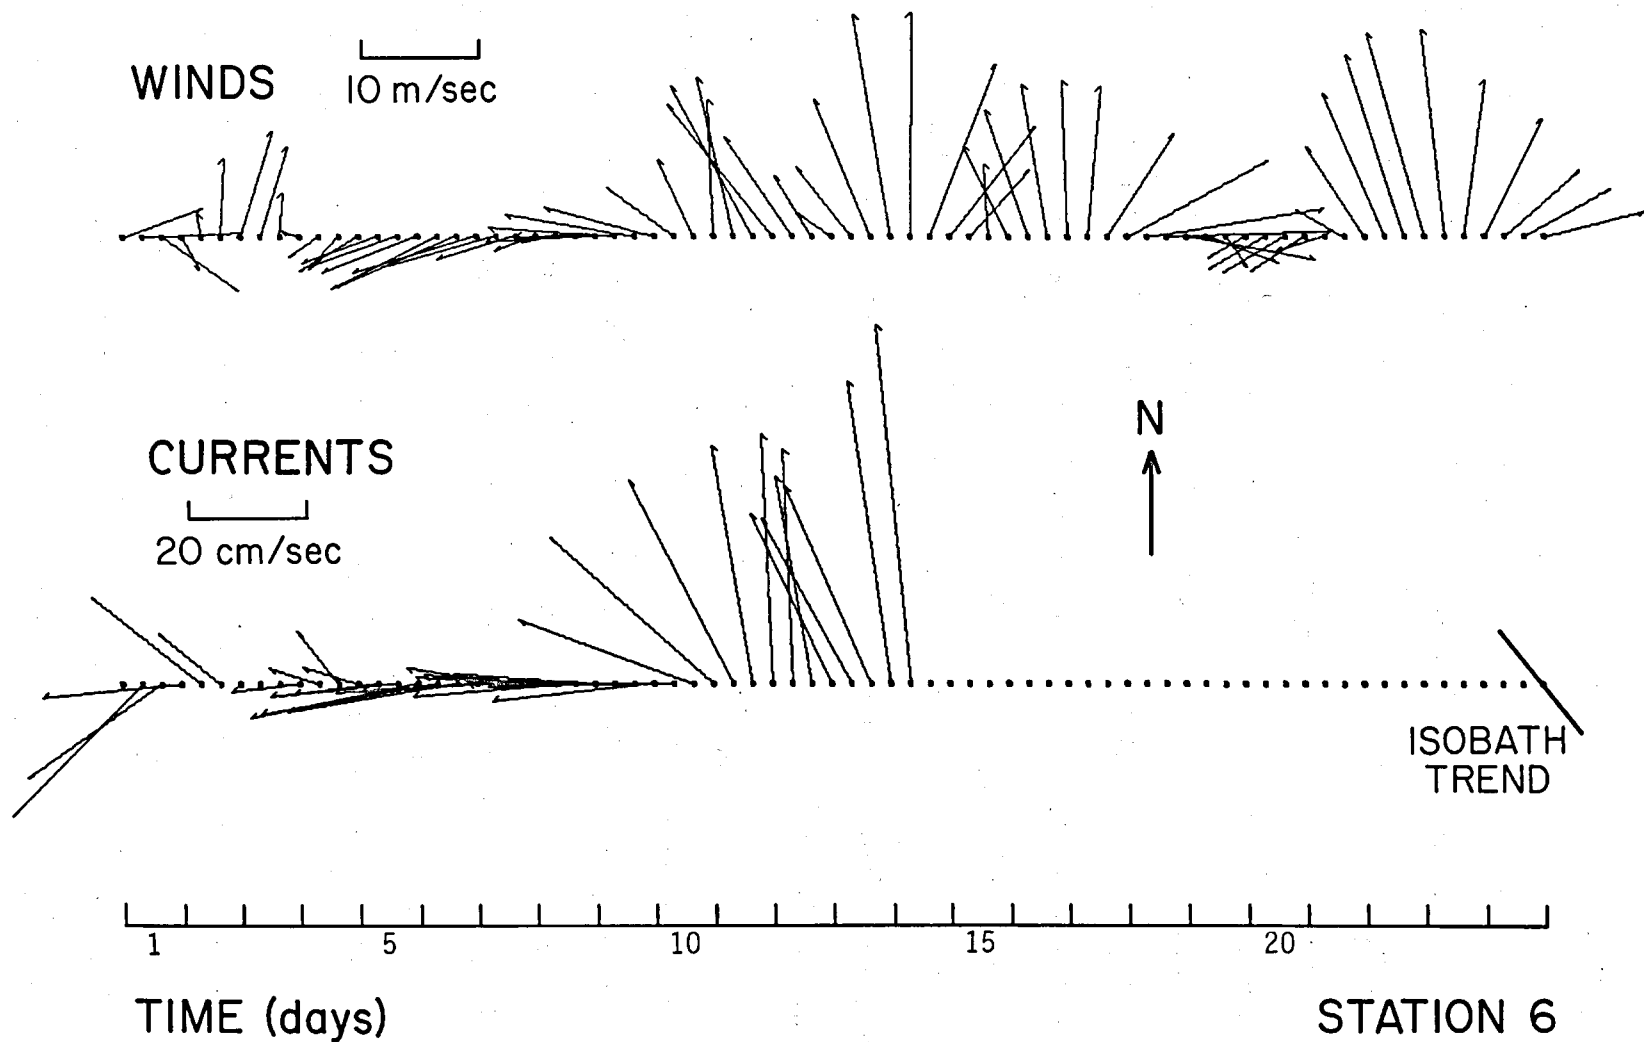 WINDS
10 m/sec
N
CURRENTS
20 cm/sec
ISOBATH
TREND
1 5 10 15 20
TIME (days)
STATION 6